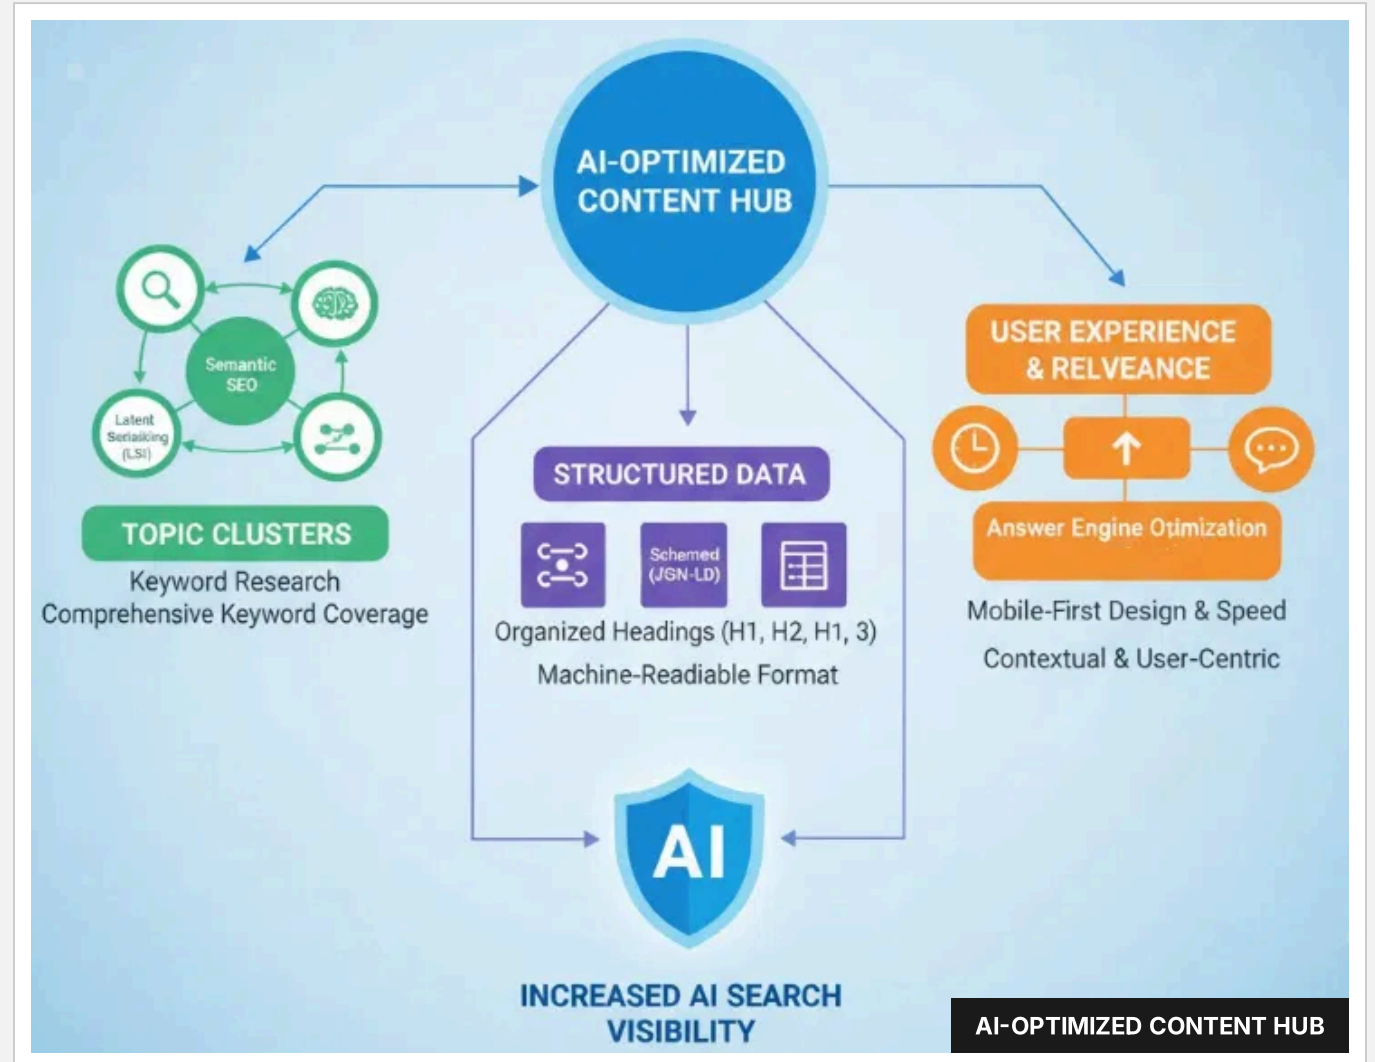 AI-OPTIMIZED
CONTENT HUB
Semantic
SEO
Latent
(LSI)
TOPIC CLUSTERS
Keyword Research
Comprehensive Keyword Coverage
STRUCTURED DATA
Schemed
(JGN-LD)
Organized Headings (H1, H2, H1, 3)
Machine-Readiable Format
USER EXPERIENCE
& RELVEANCE
Answer Engine Otimization
Mobile-First Design & Speed
Contextual & User-Centric
AI
INCREASED AI SEARCH
VISIBILITY
AI-OPTIMIZED CONTENT HUB